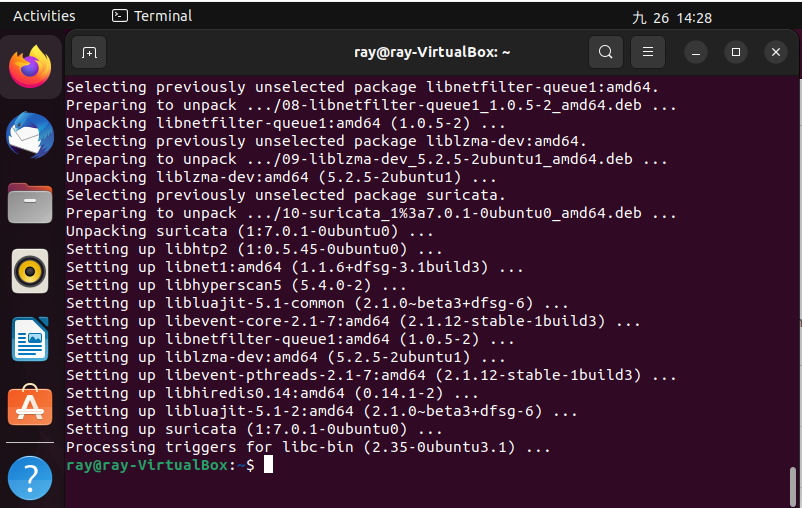 Activities Terminal 九 26 14:28
ray@ray-VirtualBox: ~
Selecting previously unselected package libnetfilter-queue1:amd64.
Preparing to unpack .../08-libnetfilter-queue1_1.0.5-2_amd64.deb ...
Unpacking libnetfilter-queue1:amd64 (1.0.5-2) ...
Selecting previously unselected package liblzma-dev:amd64.
Preparing to unpack .../09-liblzma-dev_5.2.5-2ubuntu1_amd64.deb ...
Unpacking liblzma-dev:amd64 (5.2.5-2ubuntu1) ...
Selecting previously unselected package suricata.
Preparing to unpack .../10-suricata_1%3a7.0.1-0ubuntu0_amd64.deb ...
Unpacking suricata (1:7.0.1-0ubuntu0) ...
Setting up libhtp2 (1:0.5.45-0ubuntu0) ...
Setting up libnet1:amd64 (1.1.6+dfsg-3.1build3) ...
Setting up libhyperscan5 (5.4.0-2) ...
Setting up libluajit-5.1-common (2.1.0~beta3+dfsg-6) ...
Setting up libevent-core-2.1-7:amd64 (2.1.12-stable-1build3) ...
Setting up libnetfilter-queue1:amd64 (1.0.5-2) ...
Setting up liblzma-dev:amd64 (5.2.5-2ubuntu1) ...
Setting up libevent-pthreads-2.1-7:amd64 (2.1.12-stable-1build3) ...
Setting up libhiredis0.14:amd64 (0.14.1-2) ...
Setting up libluajit-5.1-2:amd64 (2.1.0~beta3+dfsg-6) ...
Setting up suricata (1:7.0.1-0ubuntu0) ...
Processing triggers for libc-bin (2.35-0ubuntu3.1) ...
ray@ray-VirtualBox:~$